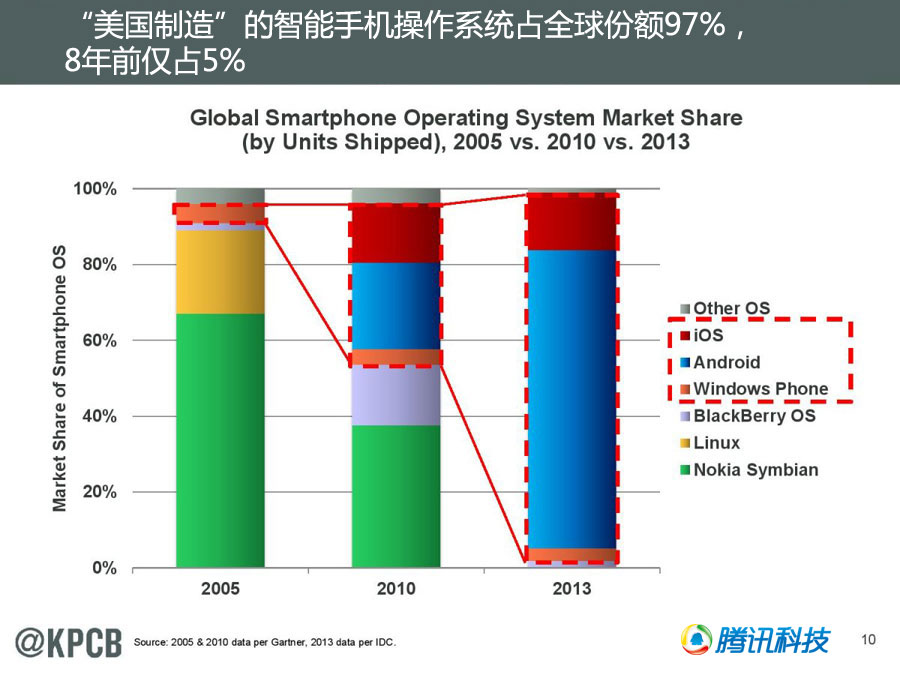 “美国制造”的智能手机操作系统占全球份额97%，
8年前仅占5%
Global Smartphone Operating System Market Share
(by Units Shipped), 2005 vs. 2010 vs. 2013
Market Share of Smartphone OS
100%
80%
60%
40%
20%
0%
2005
2010
2013
Other OS
iOS
Android
Windows Phone
BlackBerry OS
Linux
Nokia Symbian
@KPCB
Source: 2005 & 2010 data per Gartner, 2013 data per IDC.
腾讯科技
10